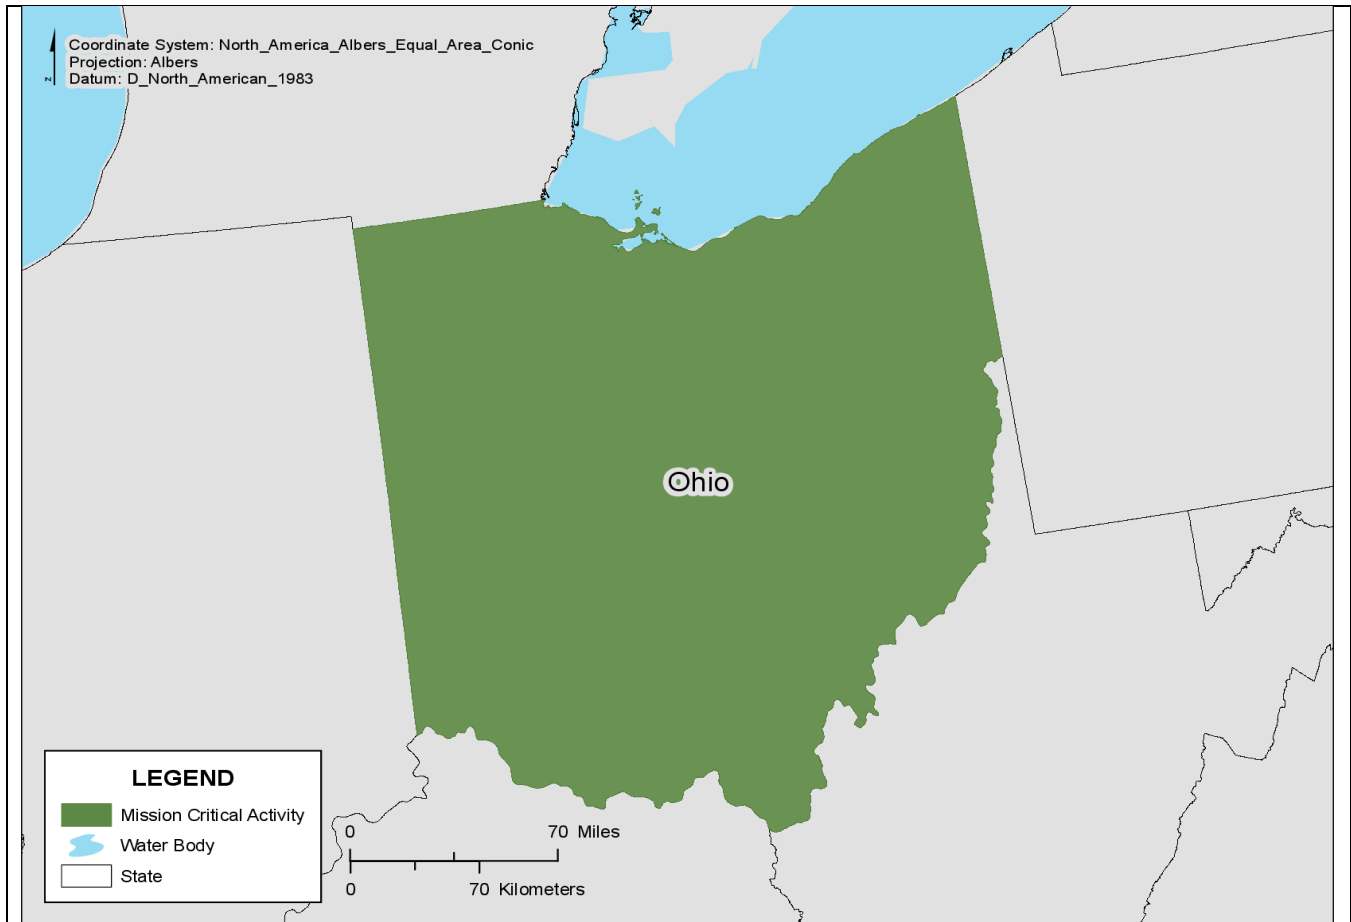 Coordinate System: North_America_Albers_Equal_Area_Conic
Projection: Albers
Datum: D_North_American_1983
z
Ohio
LEGEND
Mission Critical Activity
Water Body
State
0 70 Miles
0 70 Kilometers